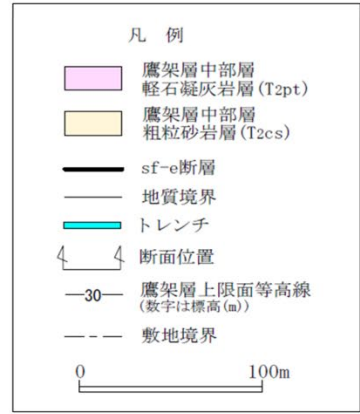 凡 例
鷹架層中部層
軽石凝灰岩層(T2pt)
鷹架層中部層
粗粒砂岩層(T2cs)
sf-e断層
地質境界
トレンチ
断面位置
30 鷹架層上限面等高線
(数字は標高(m))
敷地境界
0 100m